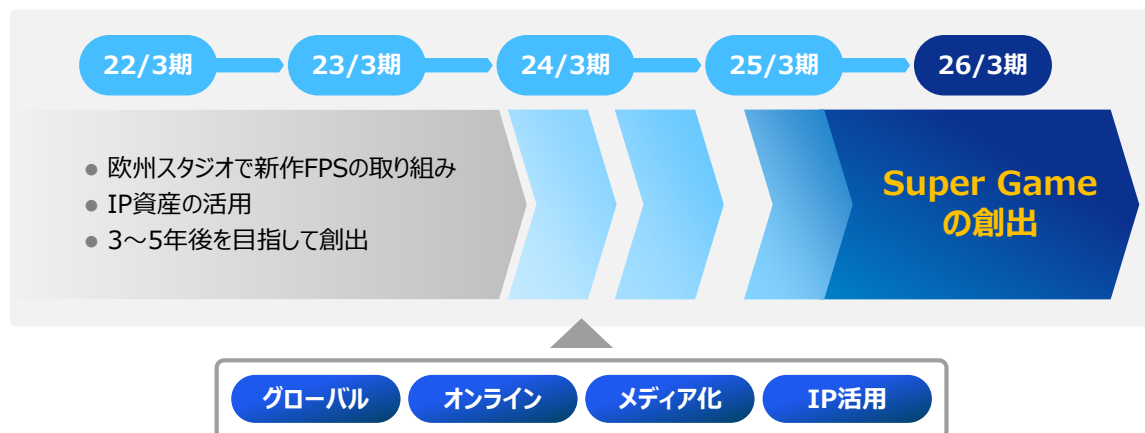 22/3期
23/3期
24/3期
25/3期
26/3期
● 欧州スタジオで新作FPSの取り組み
● IP資産の活用
● 3～5年後を目指して創出
Super Game
の創出
グローバル
オンライン
メディア化
IP活用